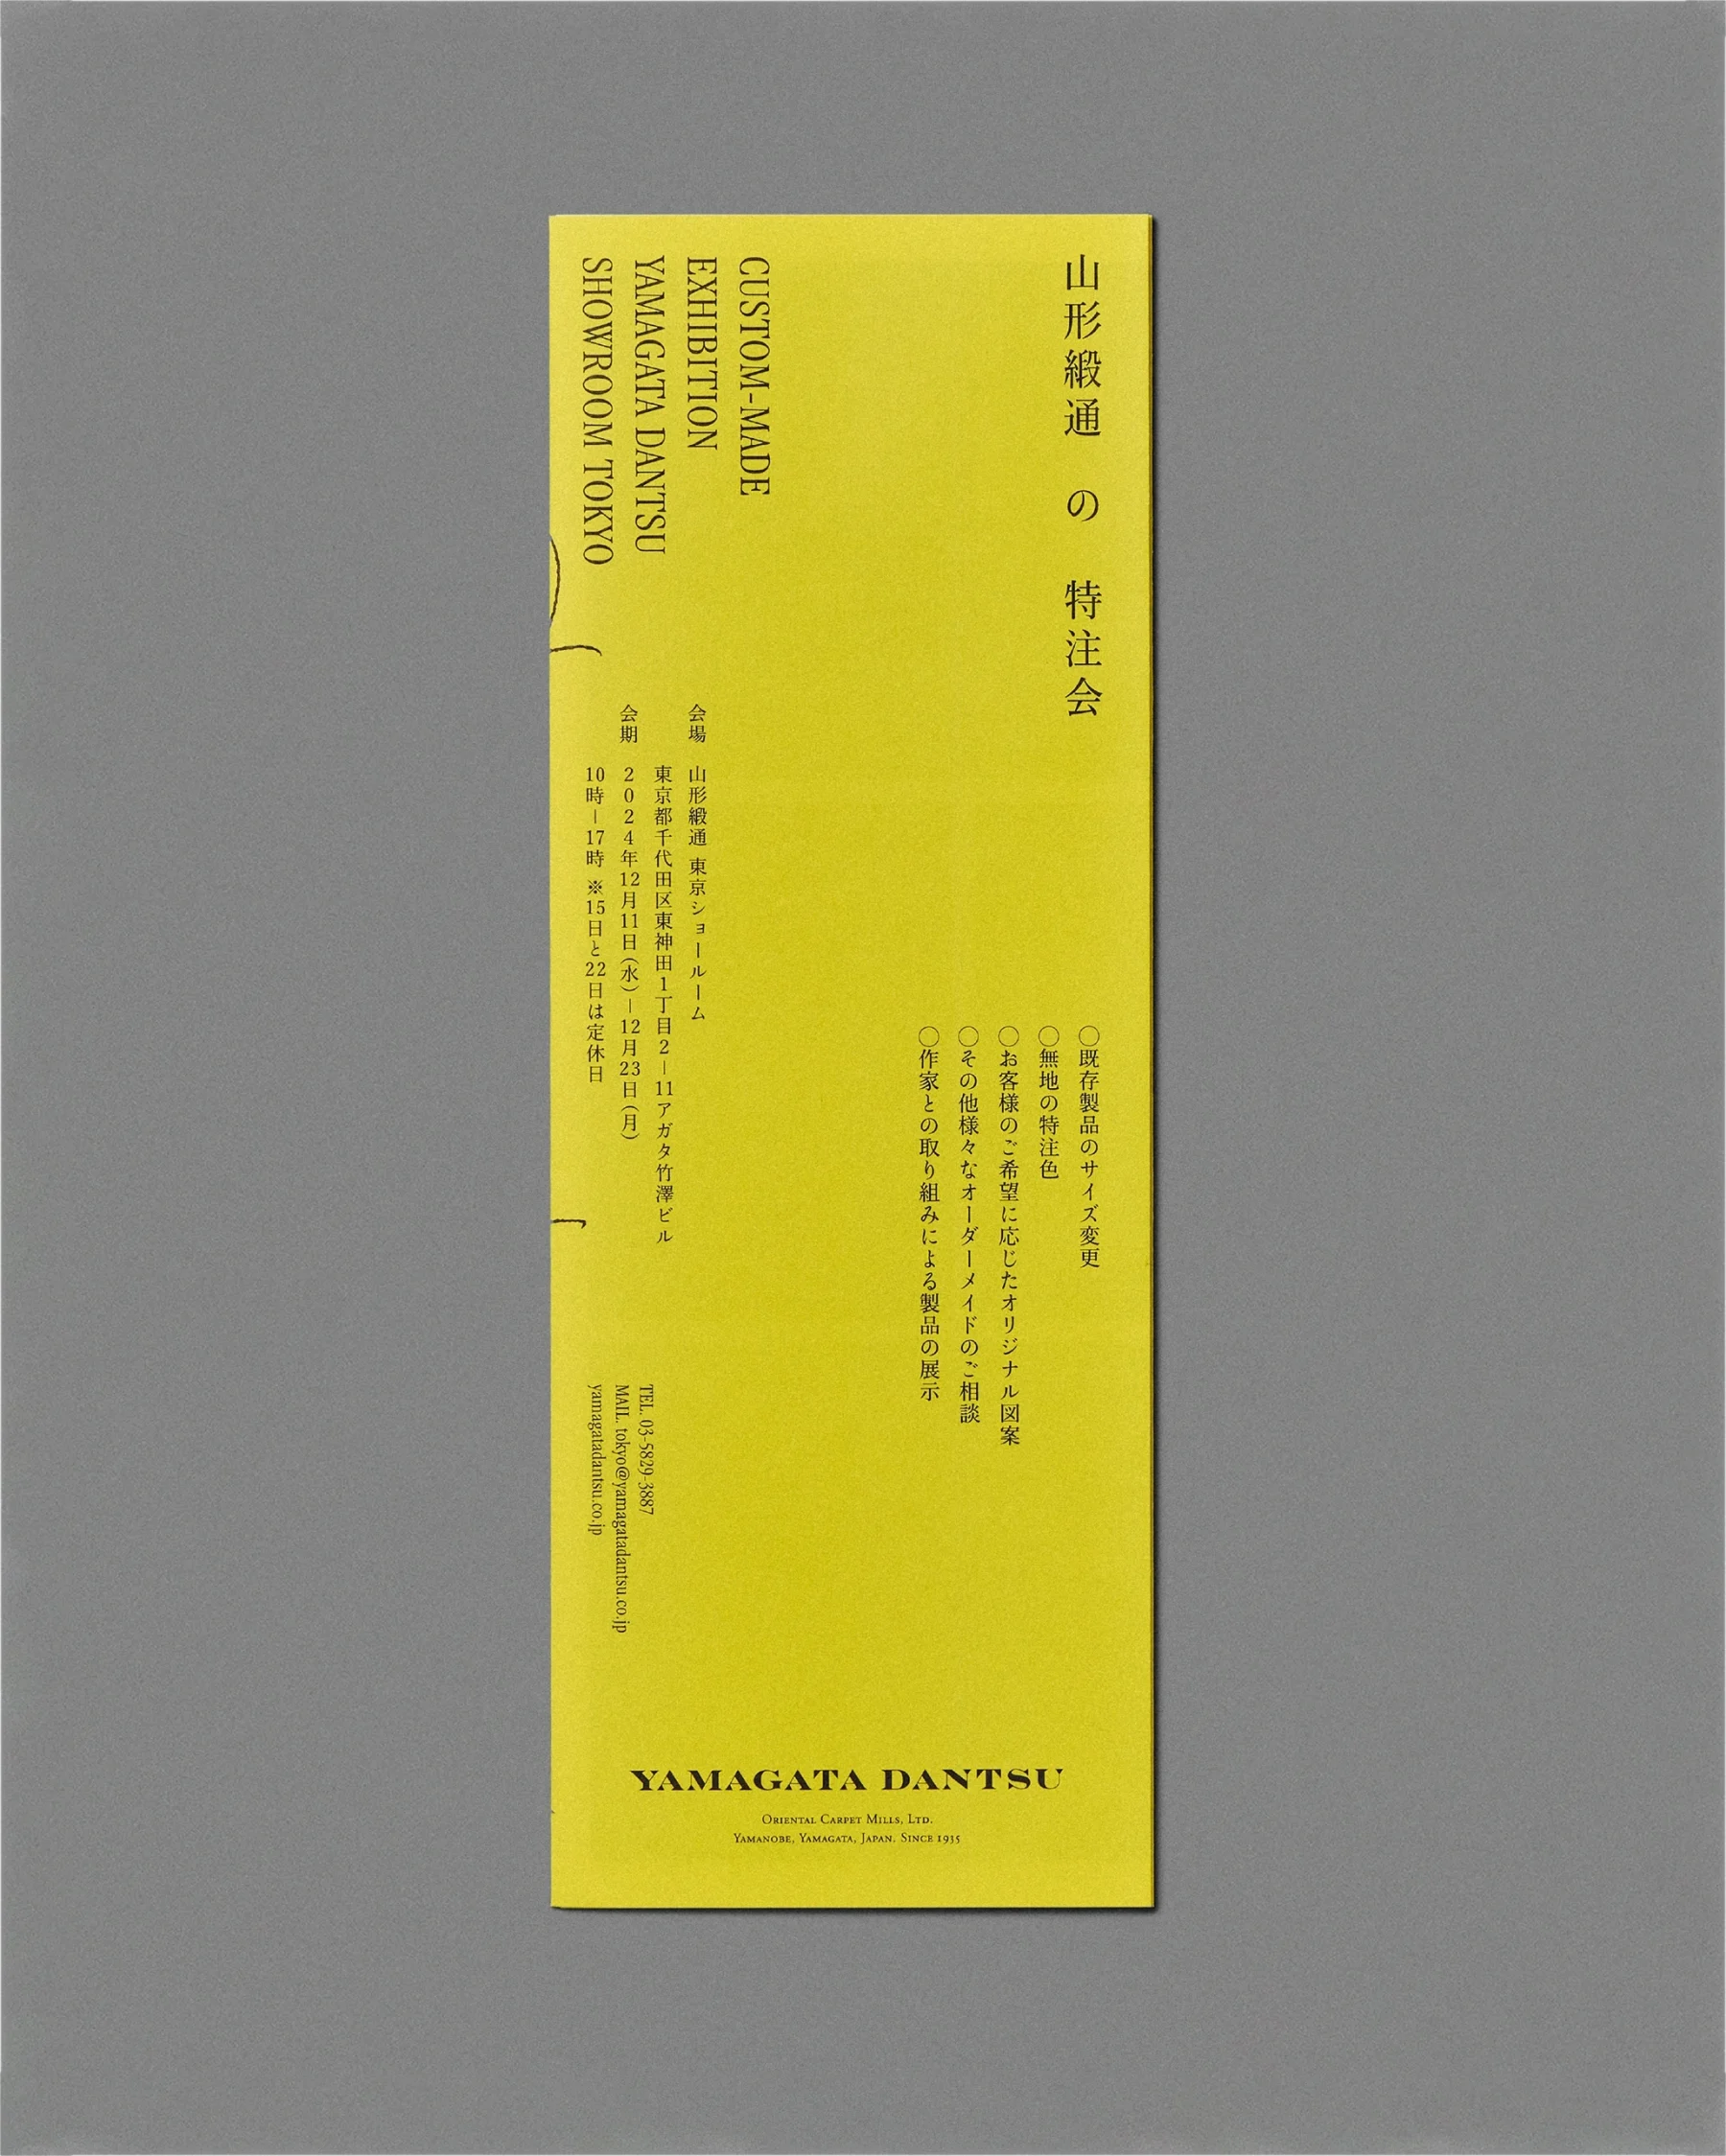 山形緞通 の 特注会
○既存製品のサイズ変更
○無地の特注色
○お客様のご希望に応じたオリジナル図案
○その他様々なオーダーメイドのご相談
○作家との取り組みによる製品の展示
CUSTOM-MADE
EXHIBITION
YAMAGATA DANTSU
SHOWROOM TOKYO
会場 山形緞通 東京ショールーム
東京都千代田区東神田1丁目2−11アガタ竹澤ビル
会期 2024年12月11日(水)−12月23日(月)
10時−17時 ※15日と22日は定休日
TEL. 03-5829-3887
MAIL. tokyo@yamagatadantsu.co.jp
yamagatadantsu.co.jp
YAMAGATA DANTSU
ORIENTAL CARPET MILLS, LTD.
YAMANOBE, YAMAGATA, JAPAN. SINCE 1935